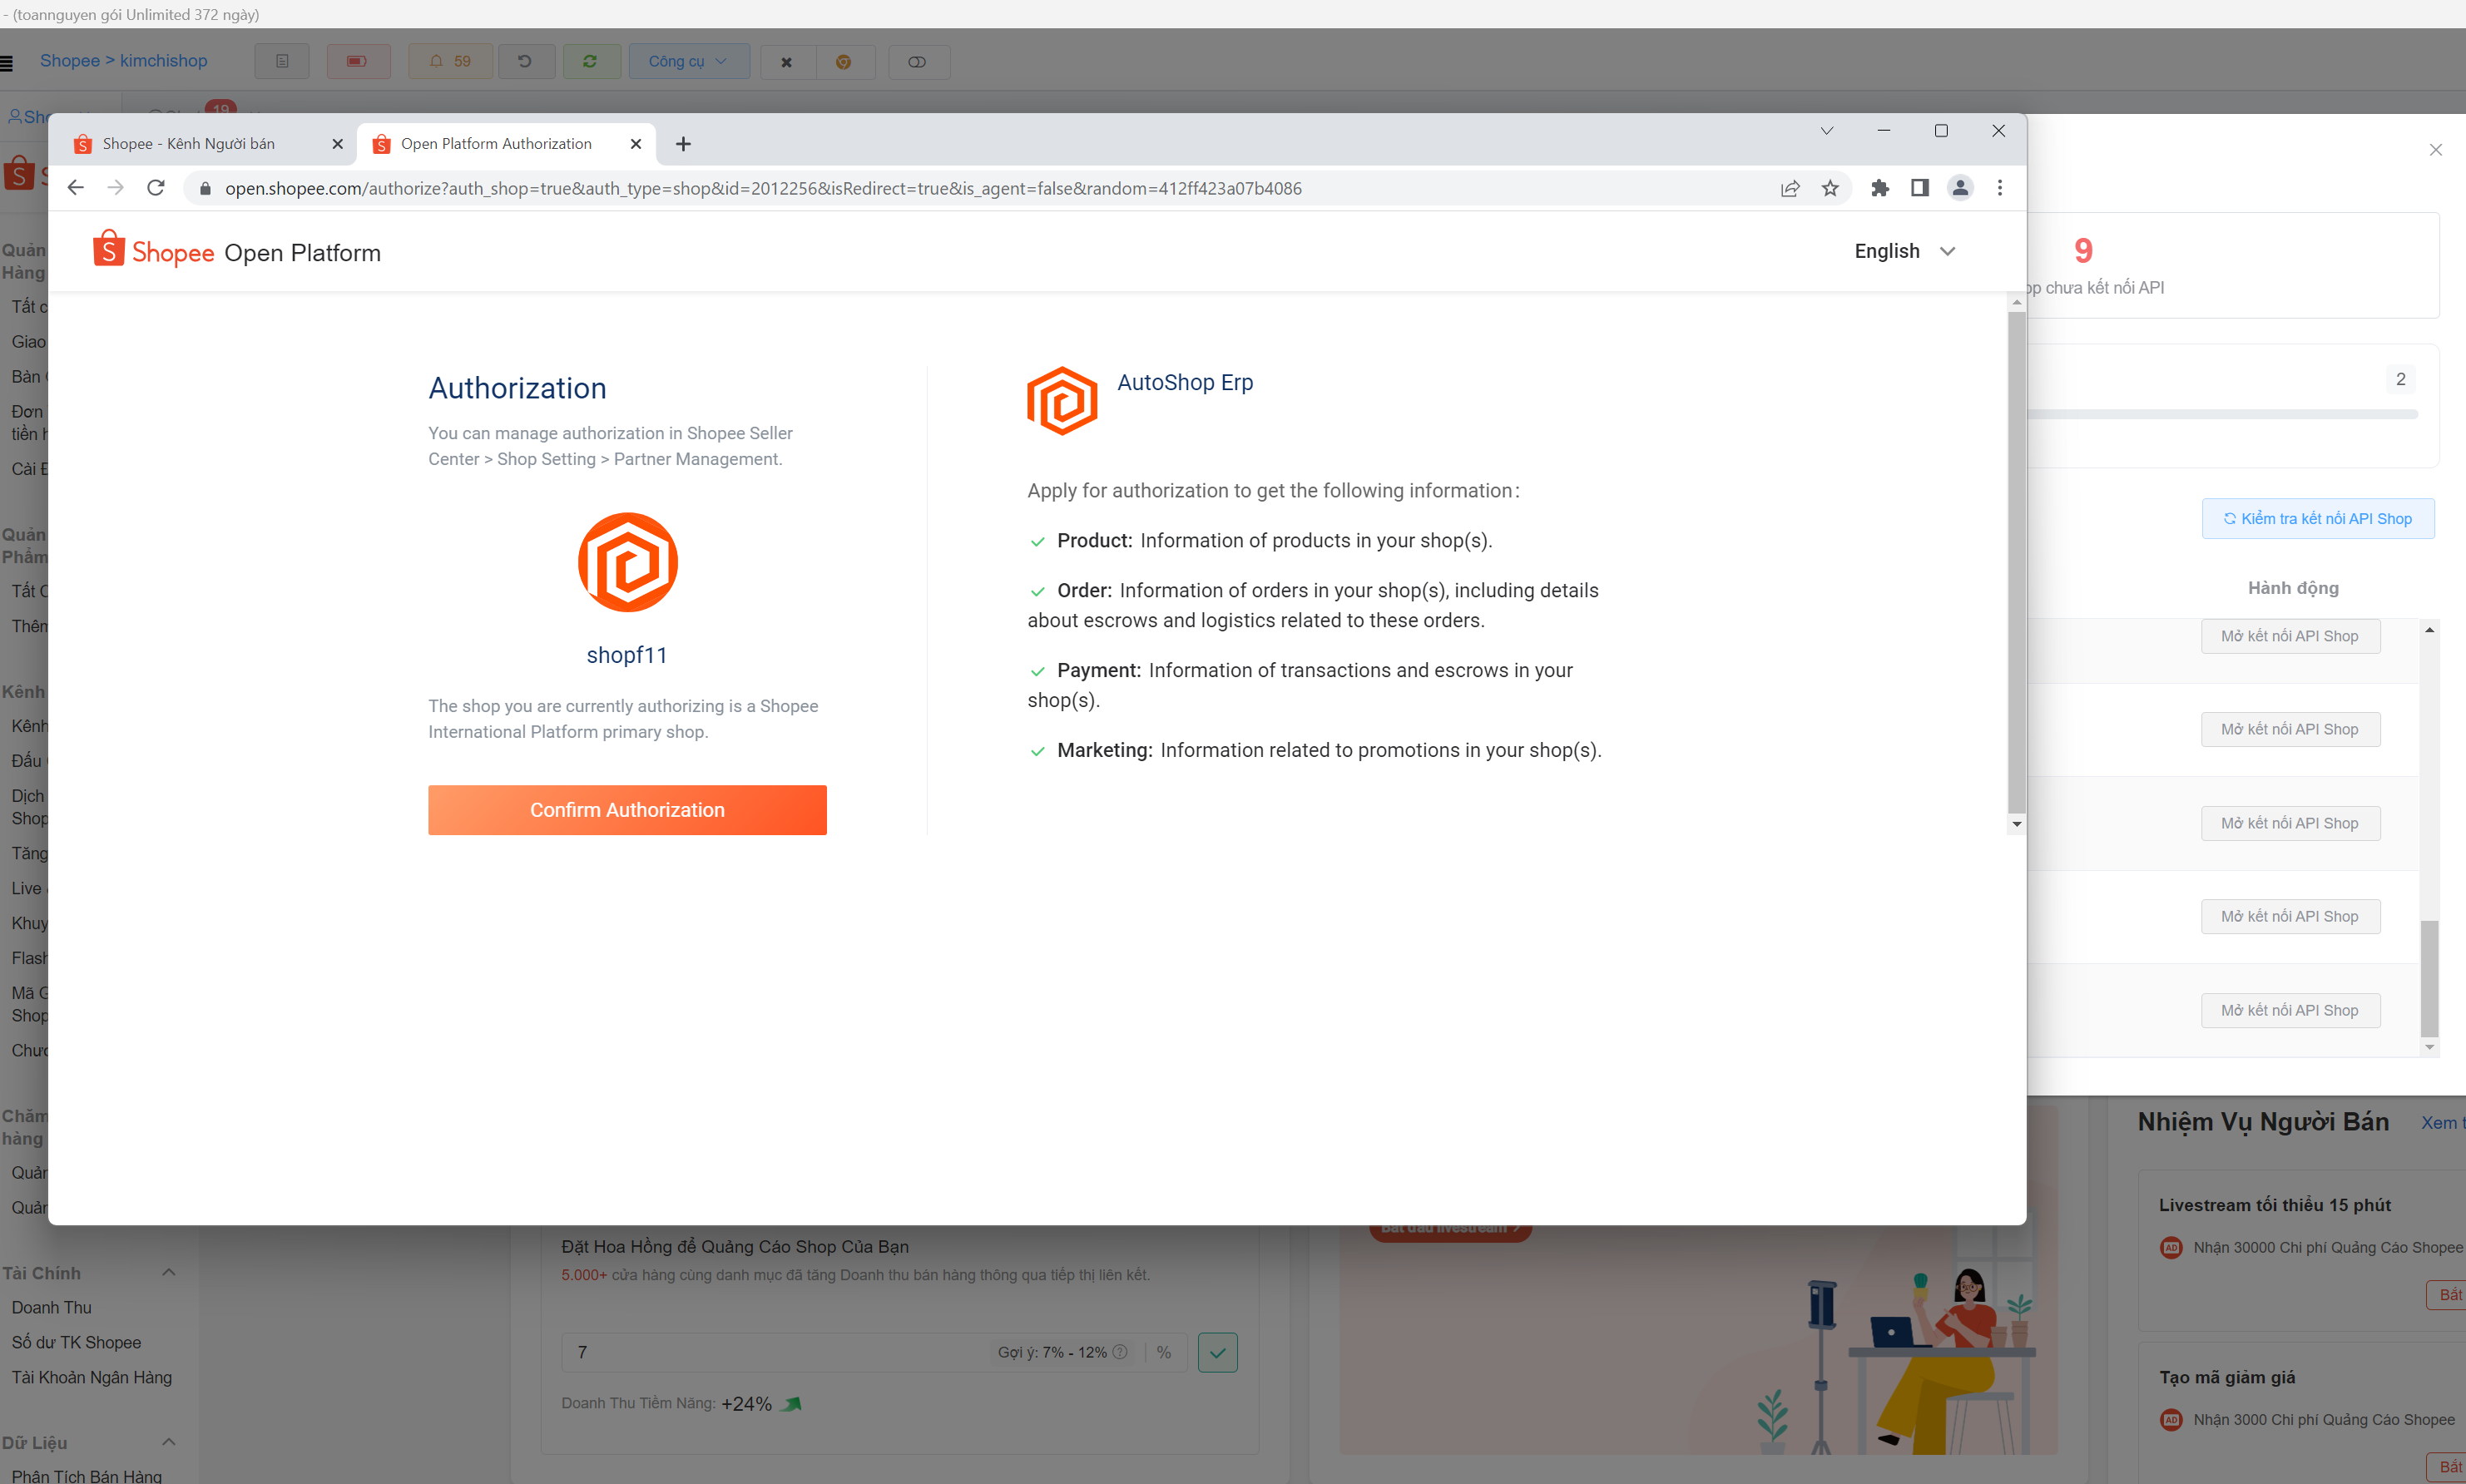 - (toannguyen gói Unlimited 372 ngày)
Shopee > kimchishop
59
Công cụ
19
Shopee - Kênh Người bán
Open Platform Authorization
open.shopee.com/authorize?auth_shop=true&auth_type=shop&id=2012256&isRedirect=true&is_agent=false&random=412ff423a07b4086
Shopee Open Platform
English
Authorization
You can manage authorization in Shopee Seller
Center > Shop Setting > Partner Management.
shopf11
The shop you are currently authorizing is a Shopee
International Platform primary shop.
Confirm Authorization
AutoShop Erp
Apply for authorization to get the following information:
Product: Information of products in your shop(s).
Order: Information of orders in your shop(s), including details
about escrows and logistics related to these orders.
Payment: Information of transactions and escrows in your
shop(s).
Marketing: Information related to promotions in your shop(s).
9
chưa kết nối API
2
Kiểm tra kết nối API Shop
Hành động
Mở kết nối API Shop
Mở kết nối API Shop
Mở kết nối API Shop
Mở kết nối API Shop
Mở kết nối API Shop
Quản
Hàng
Tất
Giao
Bàn
Đơn
tiền
Cài
Quản
Phẩm
Tất
Thêm
Kênh
Kênh
Đấu
Dịch
Shop
Tăng
Live
Khuy
Flash
Mã
Shop
Chăm
hàng
Quản
Quản
Tài Chính
Doanh Thu
Số dư TK Shopee
Tài Khoản Ngân Hàng
Dữ Liệu
Phân Tích Bán Hàng
Đặt Hoa Hồng để Quảng Cáo Shop Của Bạn
5.000+ cửa hàng cùng danh mục đã tăng Doanh thu bán hàng thông qua tiếp thị liên kết.
7
Gợi ý: 7% - 12%
%
Doanh Thu Tiềm Năng: +24%
Bắt đầu livestream >
Nhiệm Vụ Người Bán
Xem
Livestream tối thiểu 15 phút
AD Nhận 30000 Chi phí Quảng Cáo Shopee
Bắt
Tạo mã giảm giá
AD Nhận 3000 Chi phí Quảng Cáo Shopee
Bắt